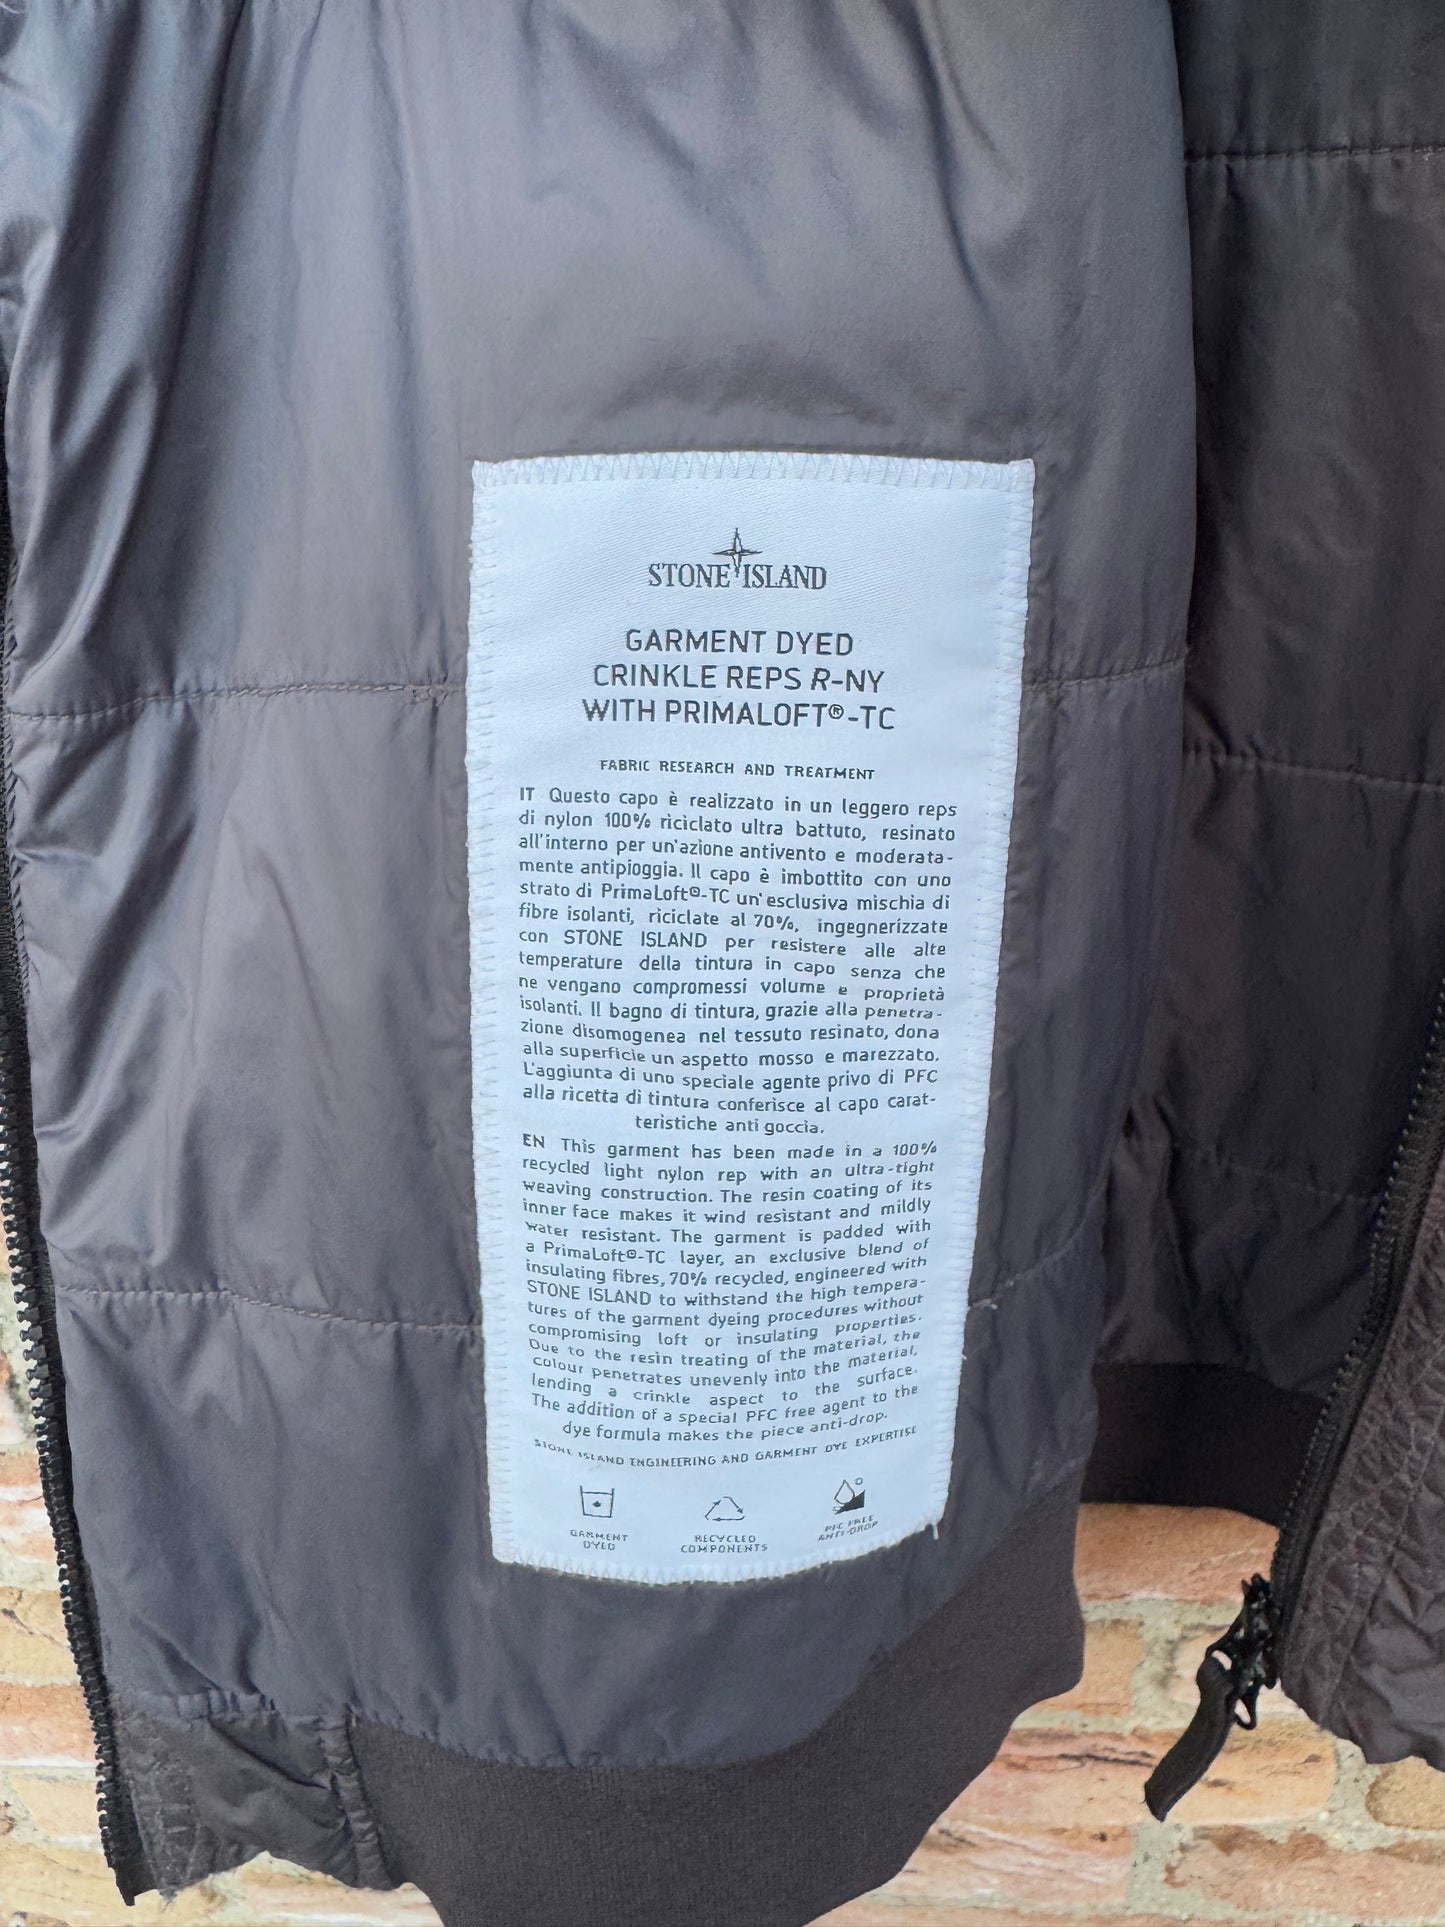 STONE ISLAND
GARMENT DYED
CRINKLE REPS R-NY
WITH PRIMALOFT®-TC
FABRIC RESEARCH AND TREATMENT
IT Questo capo è realizzato in un leggero reps
di nylon 100% riciclato ultra battuto, resinato
all'interno per un'azione antivento e moderata-
mente antipioggia. Il capo è imbottito con uno
strato di PrimaLoft®-TC un'esclusiva mischia di
fibre isolanti, riciclate al 70%, ingegnerizzate
con STONE ISLAND per resistere alle alte
temperature della tintura in capo senza che
ne vengano compromessi volume e proprietà
isolanti. Il bagno di tintura, grazie alla penetra-
zione disomogenea nel tessuto resinato, dona
alla superficie un aspetto mosso e marezzato.
L'aggiunta di uno speciale agente privo di PFC
alla ricetta di tintura conferisce al capo carat-
teristiche anti goccia.
EN This garment has been made in a 100%
recycled light nylon rep with an ultra-tight
weaving construction. The resin coating of its
inner face makes it wind resistant and mildly
water resistant. The garment is padded with
a PrimaLoft®-TC layer, an exclusive blend of
insulating fibres, 70% recycled, engineered with
STONE ISLAND to withstand the high tempera-
tures of the garment dyeing procedures without
compromising loft or insulating properties.
Due to the resin treating of the material, the
colour penetrates unevenly into the material,
lending a crinkle aspect to the surface.
The addition of a special PFC free agent to the
dye formula makes the piece anti-drop.
STONE ISLAND ENGINEERING AND GARMENT DYE EXPERTISE
GARMENT
DYED
RECYCLED
COMPONENTS
PFC FREE
ANTI-DROP